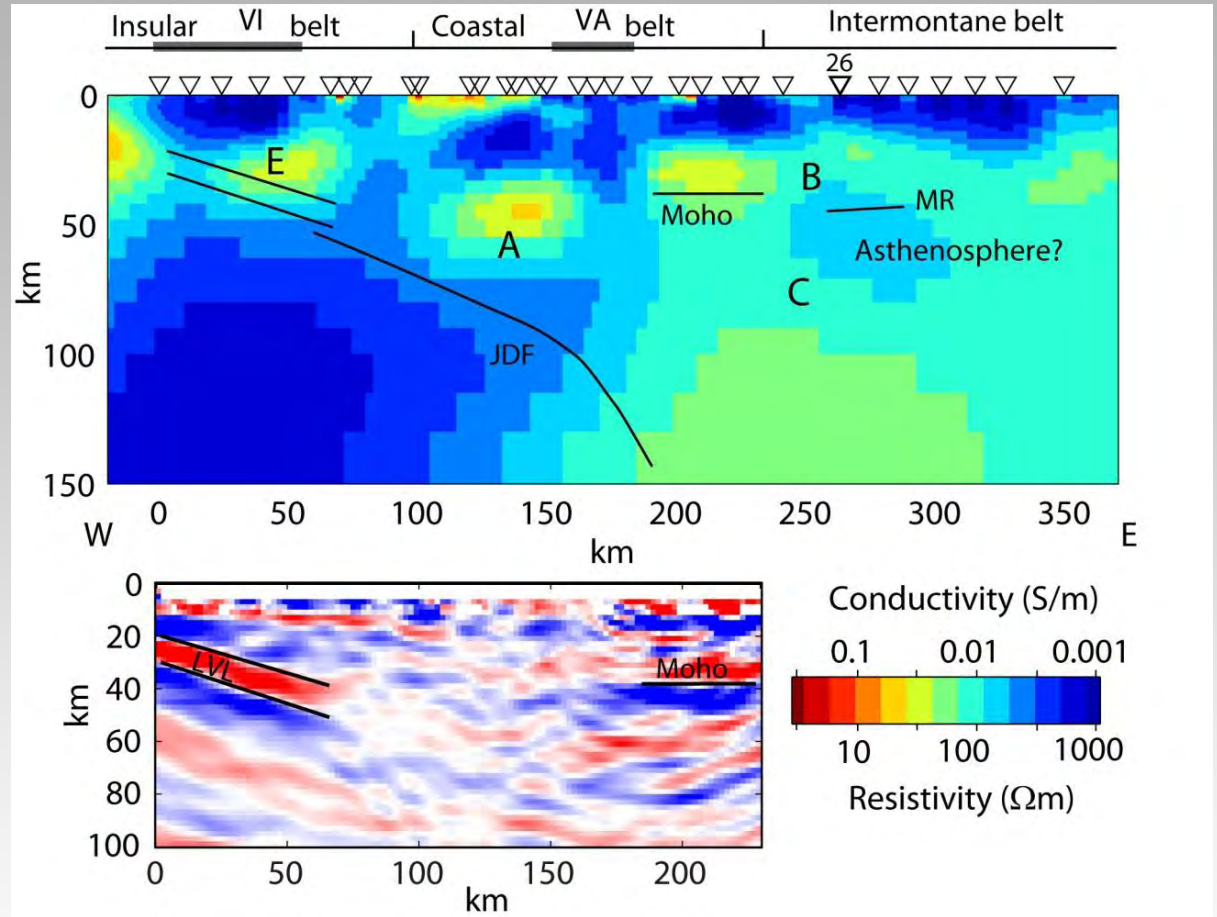 Insular VI belt Coastal VA belt Intermontane belt
26
0
50
100
150
km
E
A
B
C
Moho
MR
Asthenosphere?
JDF
W 0 50 100 150 200 250 300 350 E
km
0
20
40
60
80
100
km
LVL
Moho
0 50 100 150 200
km
Conductivity (S/m)
0.1 0.01 0.001
10 100 1000
Resistivity (Ωm)